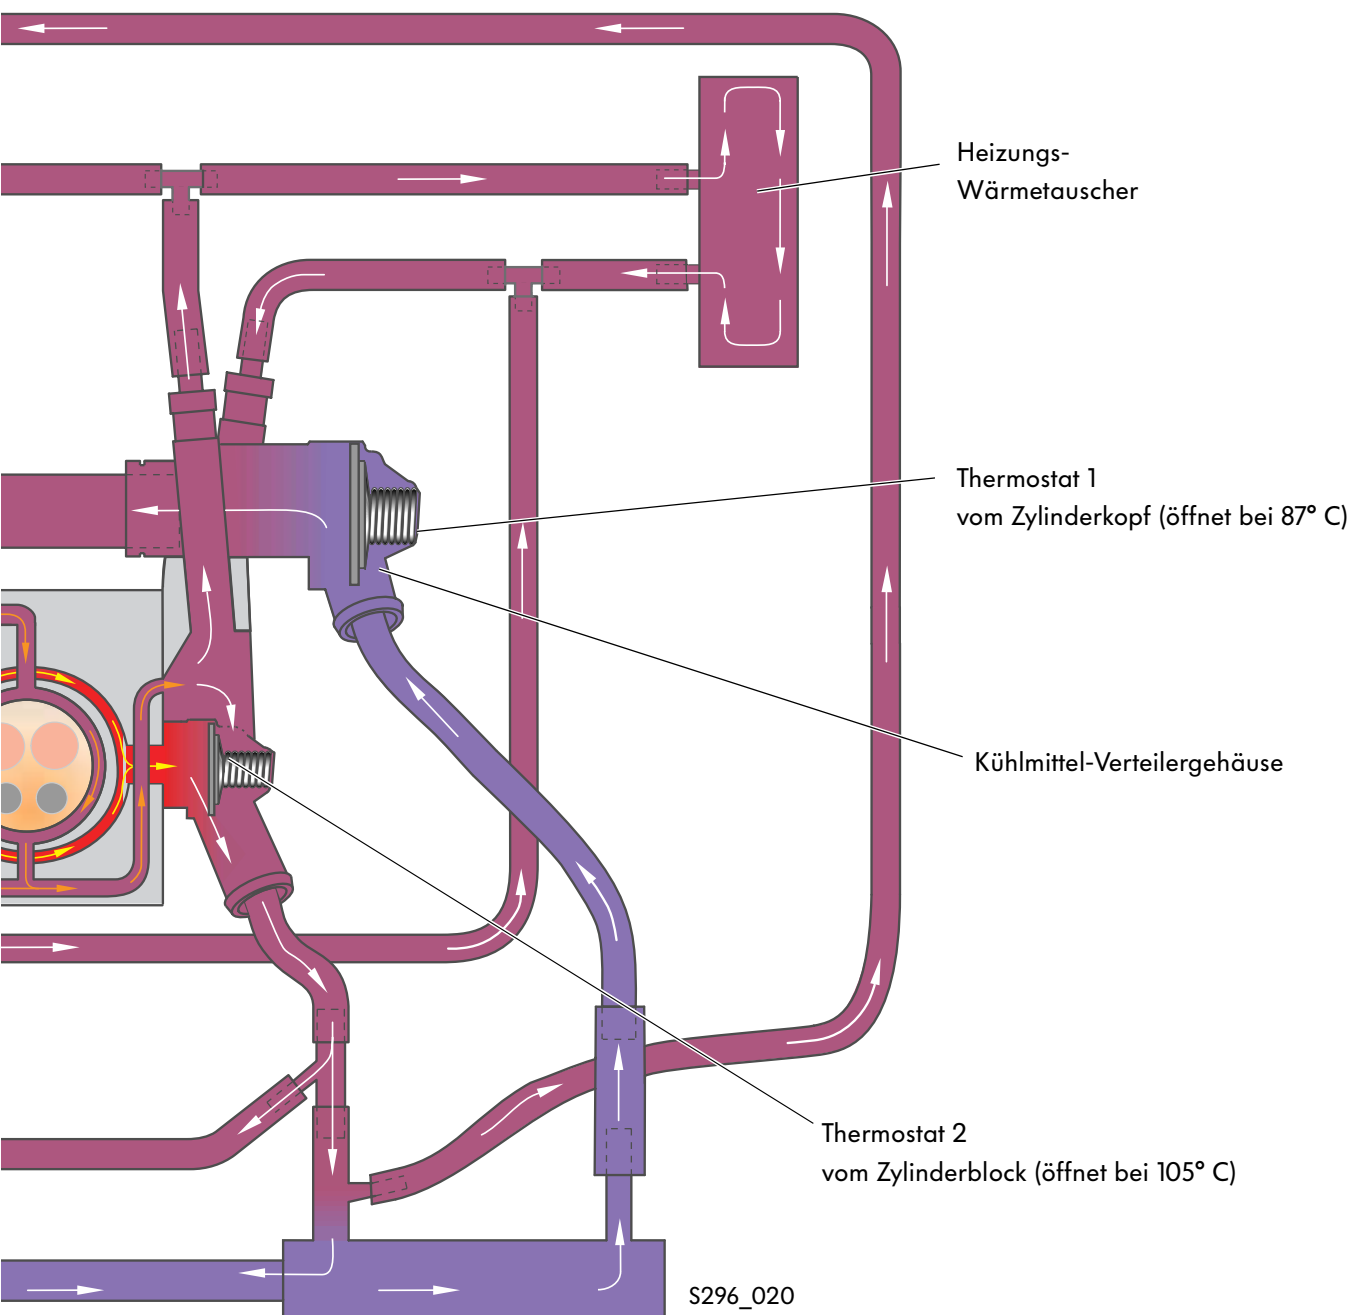 Heizungs-
Wärmetauscher
Thermostat 1
vom Zylinderkopf (öffnet bei 87° C)
Kühlmittel-Verteilergehäuse
Thermostat 2
vom Zylinderblock (öffnet bei 105° C)
S296_020